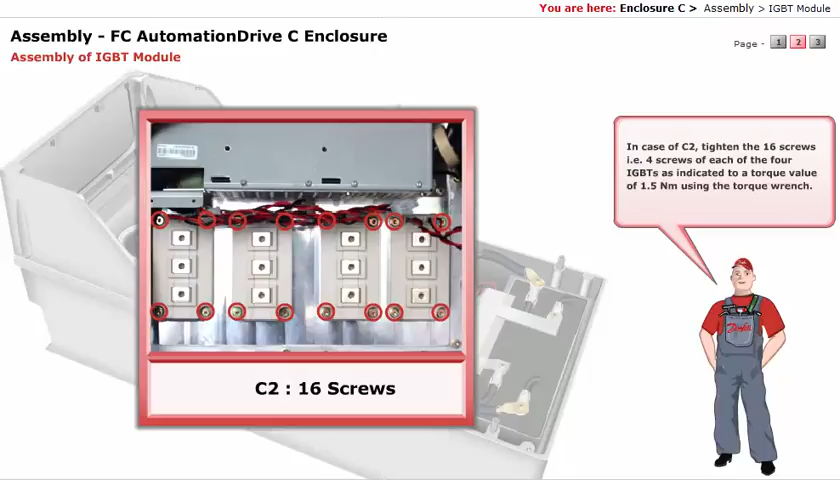 You are here: Enclosure C > Assembly > IGBT Module
Assembly - FC AutomationDrive C Enclosure
Assembly of IGBT Module
Page - 1 2 3
In case of C2, tighten the 16 screws
i.e. 4 screws of each of the four
IGBTs as indicated to a torque value
of 1.5 Nm using the torque wrench.
C2 : 16 Screws
Danfoss